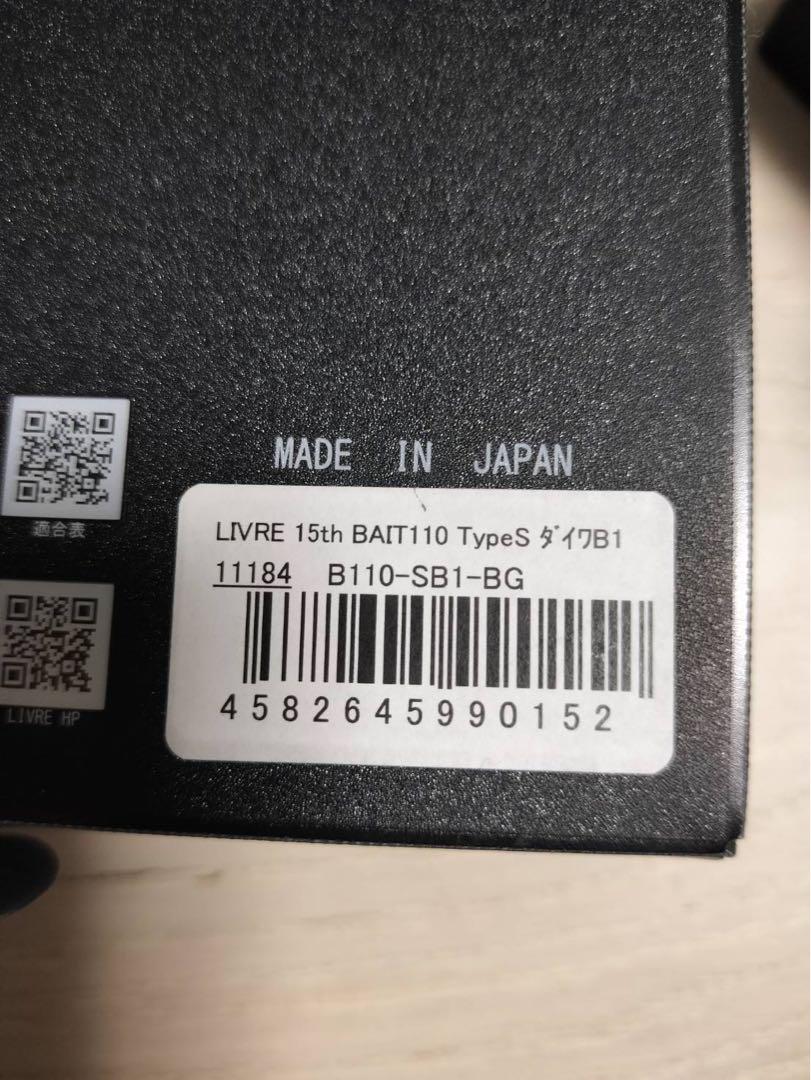 MADE IN JAPAN
適合表
LIVRE 15th BAIT110 TypeS ﾀﾞｲﾜB1
11184 B110-SB1-BG
4582645990152
LIVRE HP